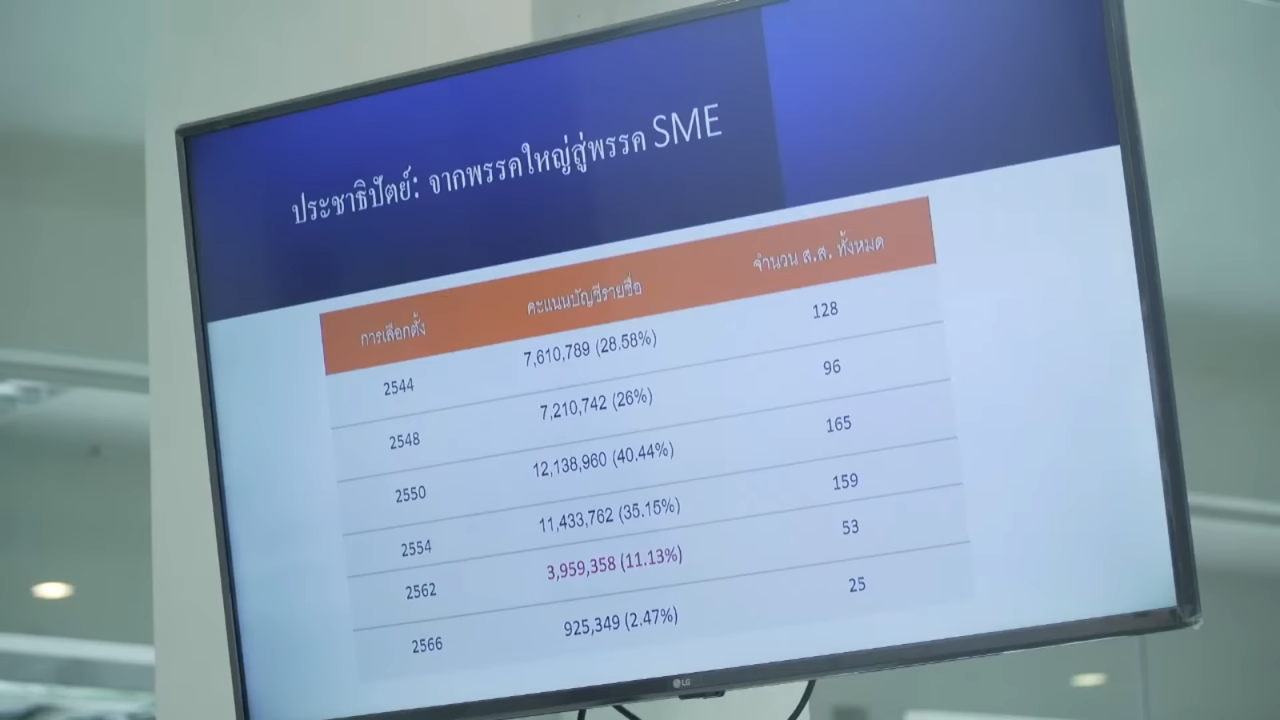 ประชาธิปัตย์: จากพรรคใหญ่สู่พรรค SME
การเลือกตั้ง คะแนนบัญชีรายชื่อ จำนวน ส.ส. ทั้งหมด
2544 7,610,789 (28.58%) 128
2548 7,210,742 (26%) 96
2550 12,138,960 (40.44%) 165
2554 11,433,762 (35.15%) 159
2562 3,959,358 (11.13%) 53
2566 925,349 (2.47%) 25
LG